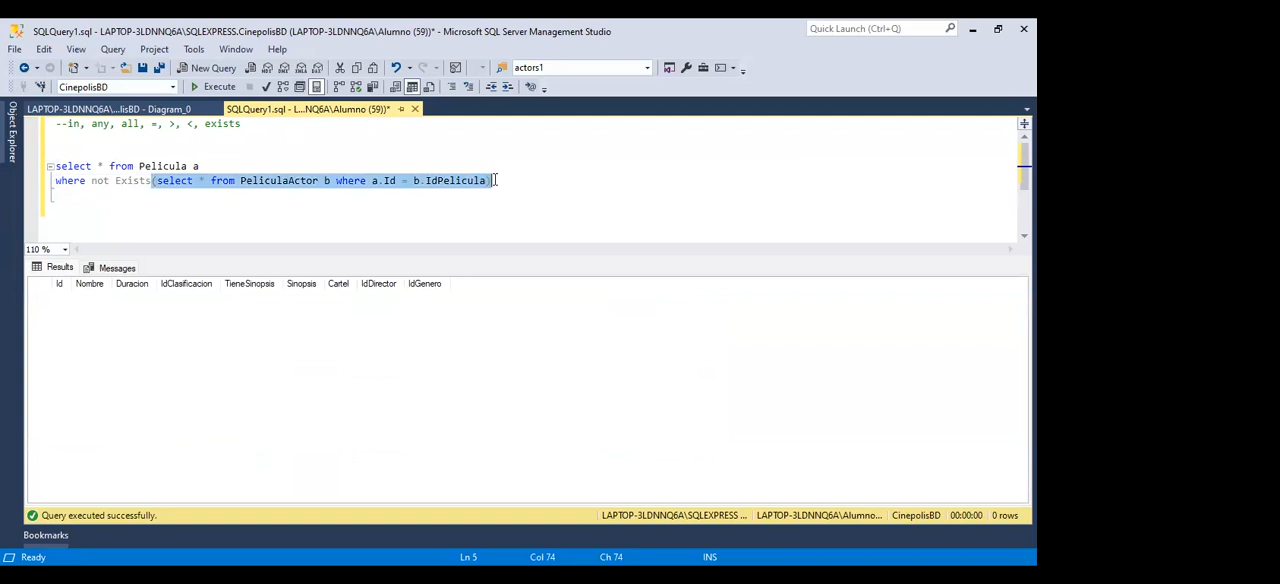 SQLQuery1.sql - LAPTOP-3LDNNQ6A\SQLEXPRESS.CinepolisBD (LAPTOP-3LDNNQ6A\Alumno (59))* - Microsoft SQL Server Management Studio
Quick Launch (Ctrl+Q)
File Edit View Query Project Tools Window Help
New Query
actors1
CinepolisBD
Execute
Object Explorer
LAPTOP-3LDNNQ6A\...lisBD - Diagram_0
SQLQuery1.sql - L...NQ6A\Alumno (59))*
--in, any, all, =, >, <, exists
select * from Pelicula a
where not Exists(select * from PeliculaActor b where a.Id = b.IdPelicula)
110 %
Results Messages
Id Nombre Duracion IdClasificacion TieneSinopsis Sinopsis Cartel IdDirector IdGenero
Query executed successfully.
LAPTOP-3LDNNQ6A\SQLEXPRESS ... LAPTOP-3LDNNQ6A\Alumno... CinepolisBD 00:00:00 0 rows
Bookmarks
Ready Ln 5 Col 74 Ch 74 INS